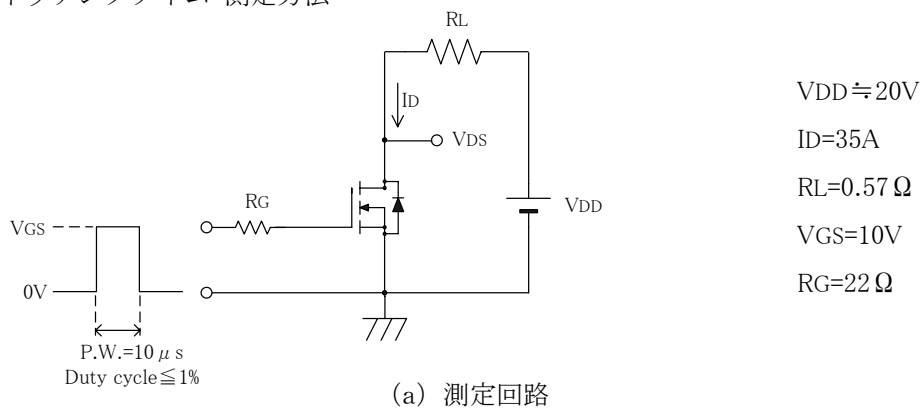 RL
ID
VDS
RG
VDD
VGS
0V
P.W.=10μs
Duty cycle≦1%
VDD≒20V
ID=35A
RL=0.57Ω
VGS=10V
RG=22Ω
(a) 測定回路